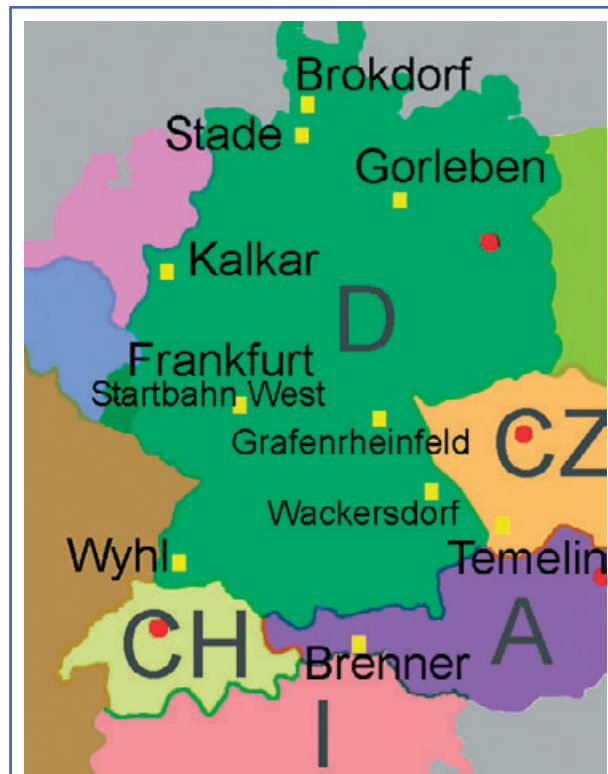 Brokdorf
Stade
Gorleben
Kalkar
D
Frankfurt
Startbahn West
Grafenrheinfeld
CZ
Wackersdorf
Wyhl
Temelin
CH
A
Brenner
I